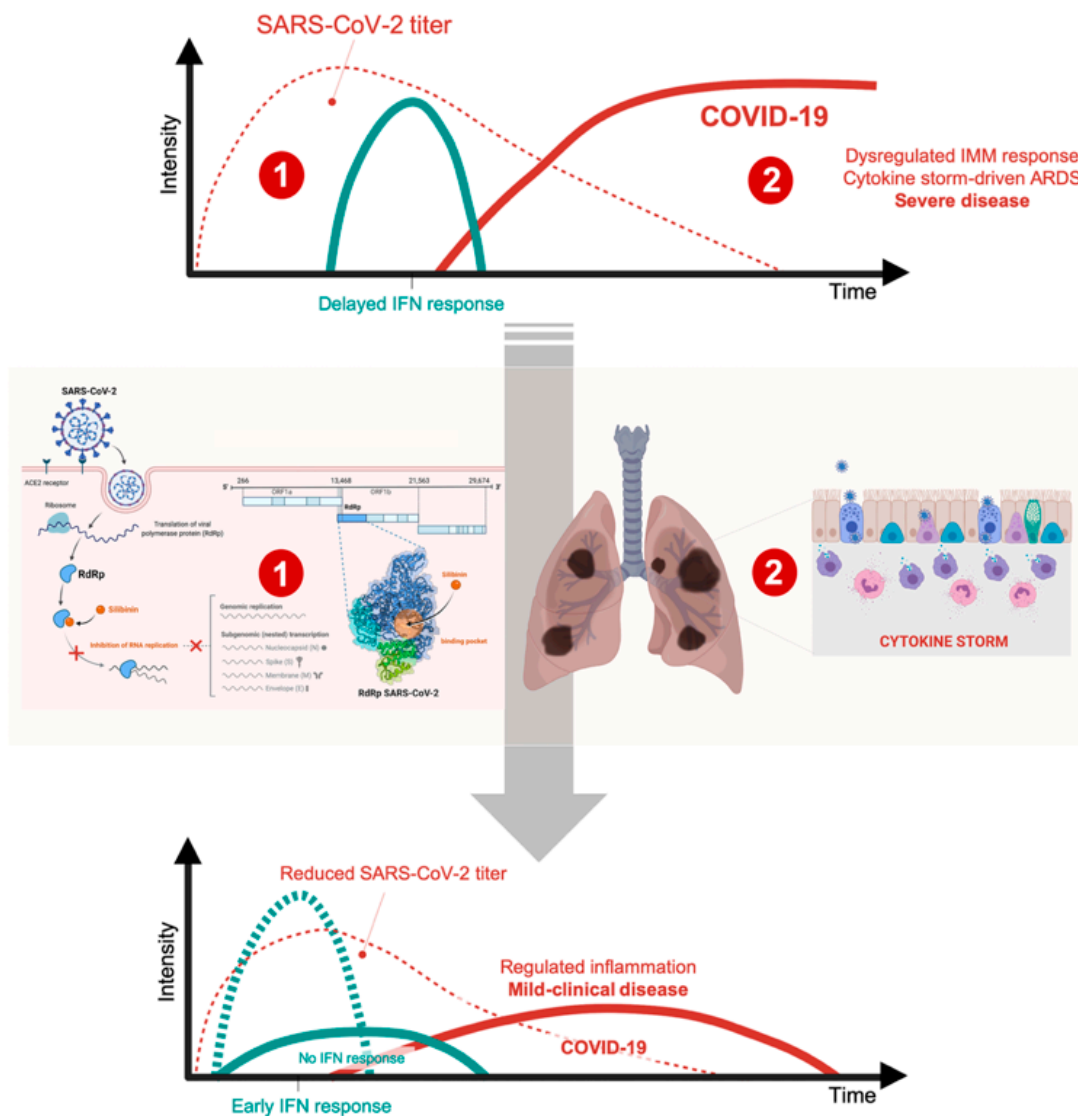 SARS-CoV-2 titer
Intensity
1
COVID-19
2
Dysregulated IMM response
Cytokine storm-driven ARDS
Severe disease
Time
Delayed IFN response
SARS-CoV-2
ACE2 receptor
Ribosome
Translation of viral
polymerase protein (RdRp)
RdRp
Silibinin
Inhibition of RNA replication
266
13,468
21,563
29,674
5'
3'
ORF1a
ORF1b
RdRp
1
Genomic replication
Subgenomic (nested) transcription
Nucleocapsid (N)
Spike (S)
Membrane (M)
Envelope (E)
Silibinin
binding pocket
RdRp SARS-CoV-2
2
CYTOKINE STORM
Reduced SARS-CoV-2 titer
Intensity
Regulated inflammation
Mild-clinical disease
No IFN response
COVID-19
Time
Early IFN response